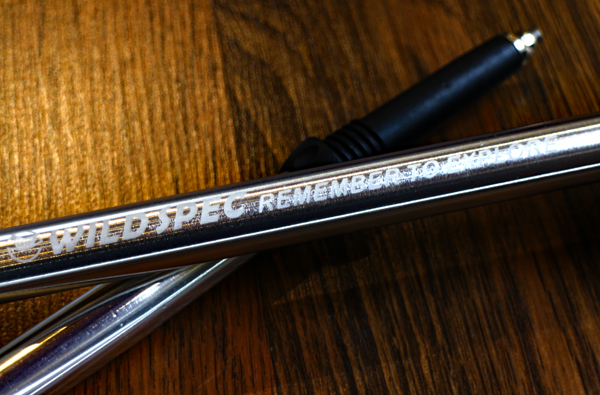 WILDSPEC REMEMBER TO EXPLORE